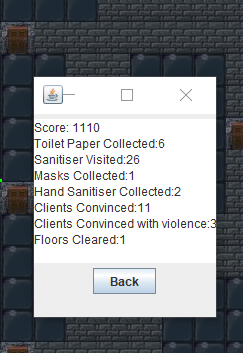 Score: 1110
Toilet Paper Collected:6
Sanitiser Visited:26
Masks Collected:1
Hand Sanitiser Collected:2
Clients Convinced:11
Clients Convinced with violence:3
Floors Cleared:1
Back